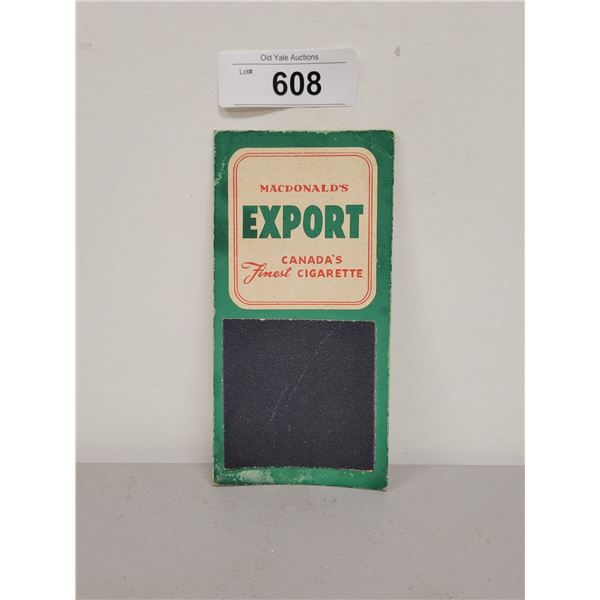 Old Yale Auctions
Lot#:
608
MACDONALD'S
EXPORT
CANADA'S
Finest CIGARETTE